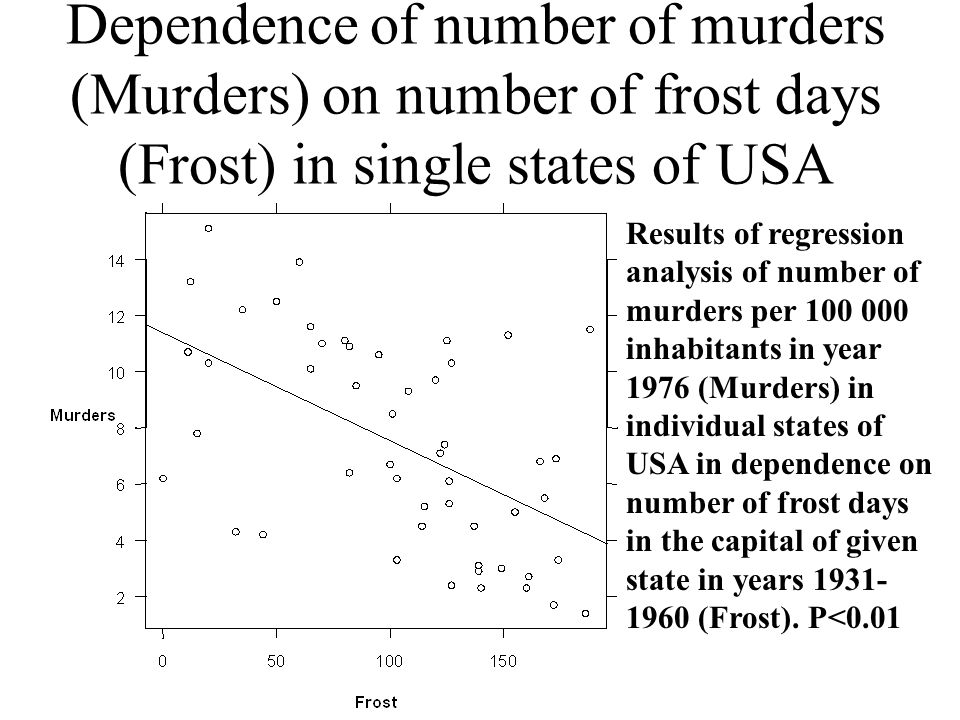 Dependence of number of murders
(Murders) on number of frost days
(Frost) in single states of USA
Results of regression
analysis of number of
murders per 100 000
inhabitants in year
1976 (Murders) in
individual states of
USA in dependence on
number of frost days
in the capital of given
state in years 1931-
1960 (Frost). P<0.01
14
12
10
Murders
8
6
4
2
0 50 100 150
Frost